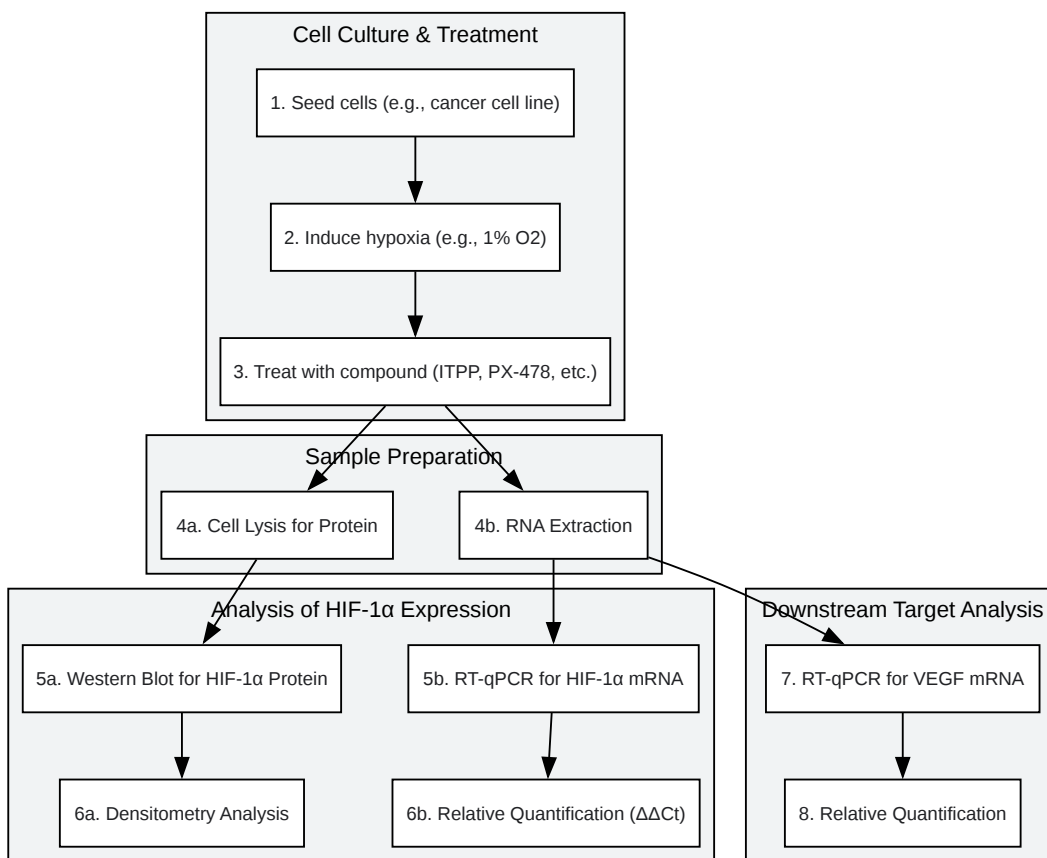 Cell Culture & Treatment
1. Seed cells (e.g., cancer cell line)
2. Induce hypoxia (e.g., 1% O2)
3. Treat with compound (ITPP, PX-478, etc.)
Sample Preparation
4a. Cell Lysis for Protein
4b. RNA Extraction
Analysis of HIF-1α Expression
Downstream Target Analysis
5a. Western Blot for HIF-1α Protein
5b. RT-qPCR for HIF-1α mRNA
7. RT-qPCR for VEGF mRNA
6a. Densitometry Analysis
6b. Relative Quantification (ΔΔCt)
8. Relative Quantification